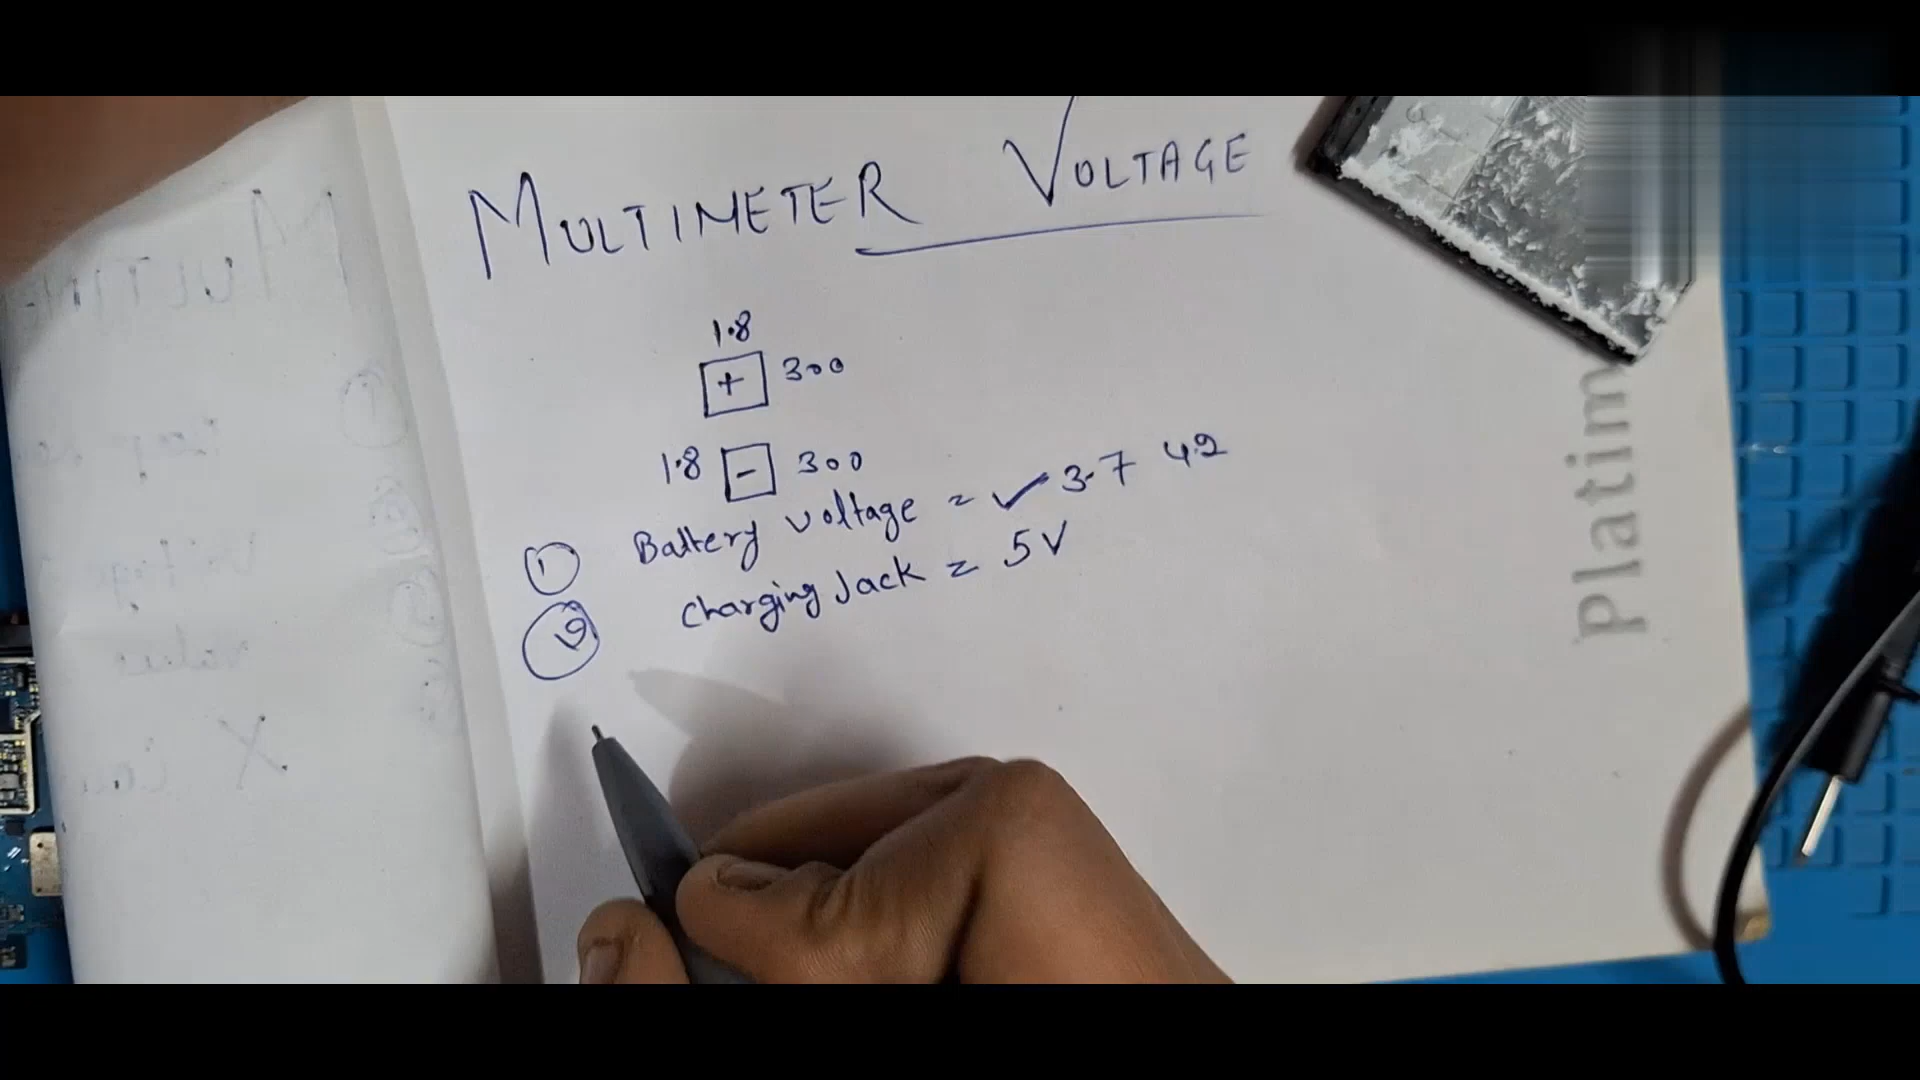 MULTIMETER VOLTAGE
1.8
+ 300
1.8 - 300
① Battery voltage = ✓ 3.7 4.2
② Charging Jack = 5V
Platim